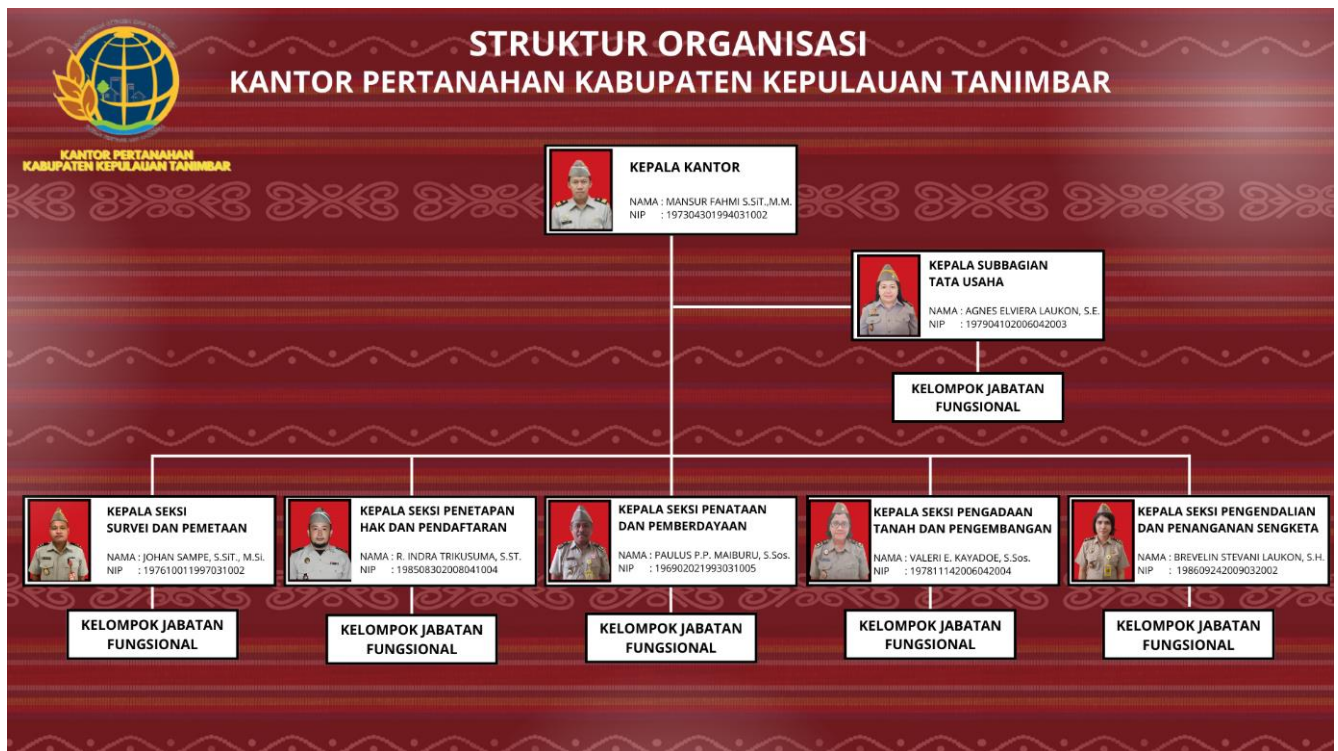 STRUKTUR ORGANISASI
KANTOR PERTANAHAN KABUPATEN KEPULAUAN TANIMBAR
KANTOR PERTANAHAN
KABUPATEN KEPULAUAN TANIMBAR
KEPALA KANTOR
NAMA : MANSUR FAHMI S.SiT.,M.M.
NIP : 197304301994031002
KEPALA SUBBAGIAN
TATA USAHA
NAMA : AGNES ELVIERA LAUKON, S.E.
NIP : 197904102006042003
KELOMPOK JABATAN
FUNGSIONAL
KEPALA SEKSI
SURVEI DAN PEMETAAN
NAMA : JOHAN SAMPE, S.SiT., M.Si.
NIP : 197610011997031002
KELOMPOK JABATAN
FUNGSIONAL
KEPALA SEKSI PENETAPAN
HAK DAN PENDAFTARAN
NAMA : R. INDRA TRIKUSUMA, S.ST.
NIP : 198508302008041004
KELOMPOK JABATAN
FUNGSIONAL
KEPALA SEKSI PENATAAN
DAN PEMBERDAYAAN
NAMA : PAULUS P.P. MAIBURU, S.Sos.
NIP : 196902021993031005
KELOMPOK JABATAN
FUNGSIONAL
KEPALA SEKSI PENGADAAN
TANAH DAN PENGEMBANGAN
NAMA : VALERI E. KAYADOE, S.Sos.
NIP : 197811142006042004
KELOMPOK JABATAN
FUNGSIONAL
KEPALA SEKSI PENGENDALIAN
DAN PENANGANAN SENGKETA
NAMA : BREVELIN STEVANI LAUKON, S.H.
NIP : 198609242009032002
KELOMPOK JABATAN
FUNGSIONAL